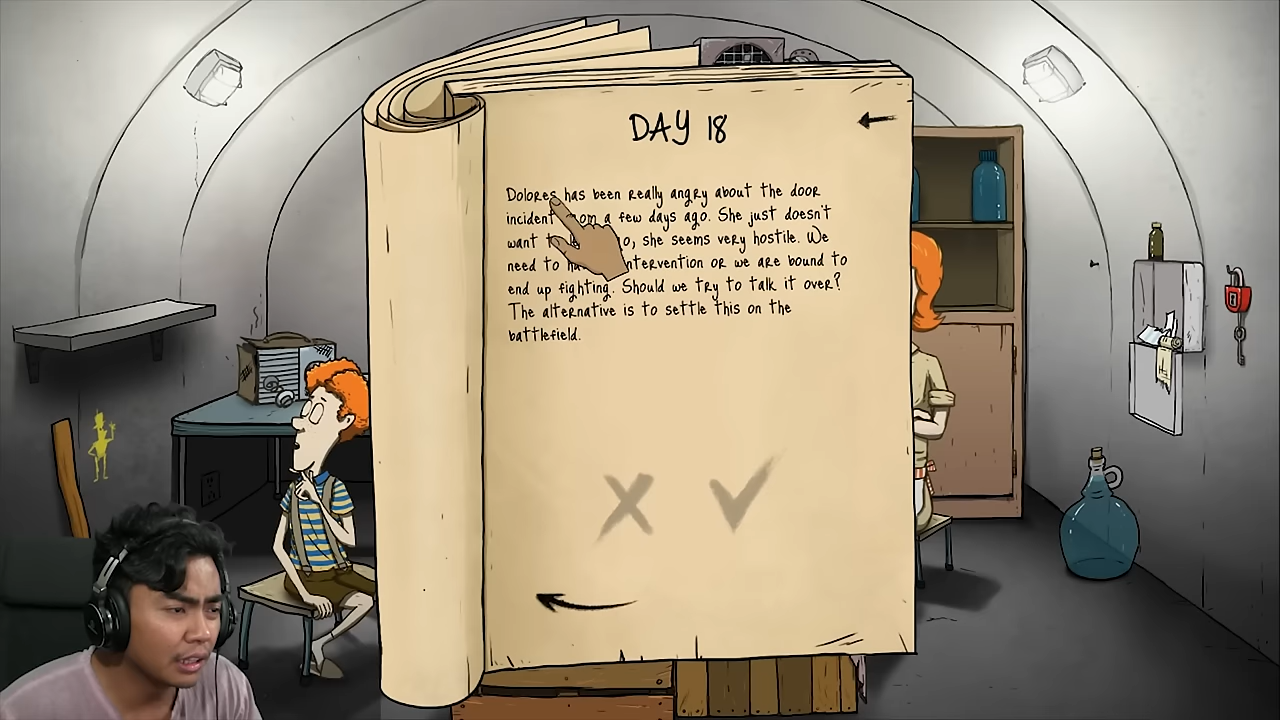 DAY 18
Dolores has been really angry about the door
incident from a few days ago. She just doesn't
want to go, she seems very hostile. We
need to intervention or we are bound to
end up fighting. Should we try to talk it over?
The alternative is to settle this on the
battlefield.